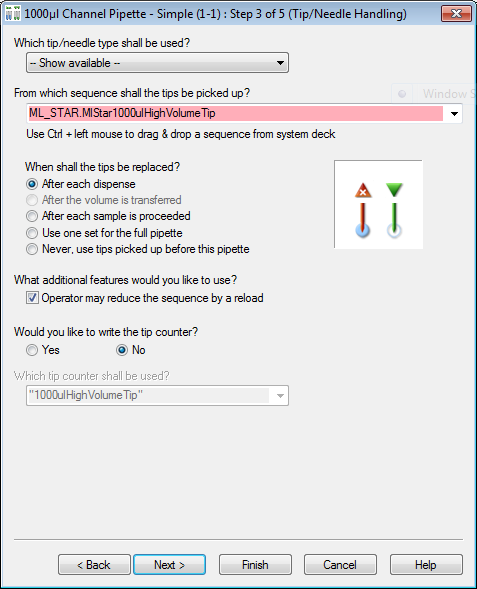 1000µl Channel Pipette - Simple (1-1) : Step 3 of 5 (Tip/Needle Handling)
Which tip/needle type shall be used?
-- Show available --
From which sequence shall the tips be picked up?
Window S
ML_STAR.MlStar1000ulHighVolumeTip
Use Ctrl + left mouse to drag & drop a sequence from system deck
When shall the tips be replaced?
After each dispense
After the volume is transferred
After each sample is proceeded
Use one set for the full pipette
Never, use tips picked up before this pipette
What additional features would you like to use?
Operator may reduce the sequence by a reload
Would you like to write the tip counter?
Yes No
Which tip counter shall be used?
"1000ulHighVolumeTip"
< Back Next > Finish Cancel Help